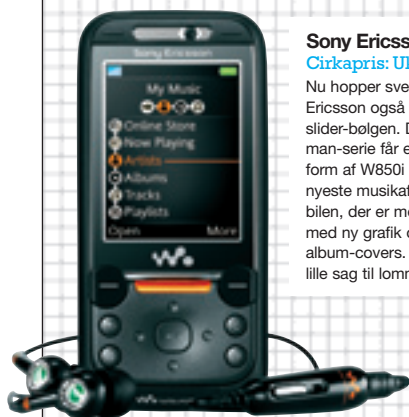 Sony Ericsson
My Music
Online Store
Now Playing
Artists
Albums
Tracks
Playlists
Open More
Sony Ericss
Cirkapris:
Nu hopper sve
Ericsson også
slider-bølgen. D
man-serie får e
form af W850i
nyeste musikaf
bilen, der er me
med ny grafik o
album-covers.
lille sag til lomm